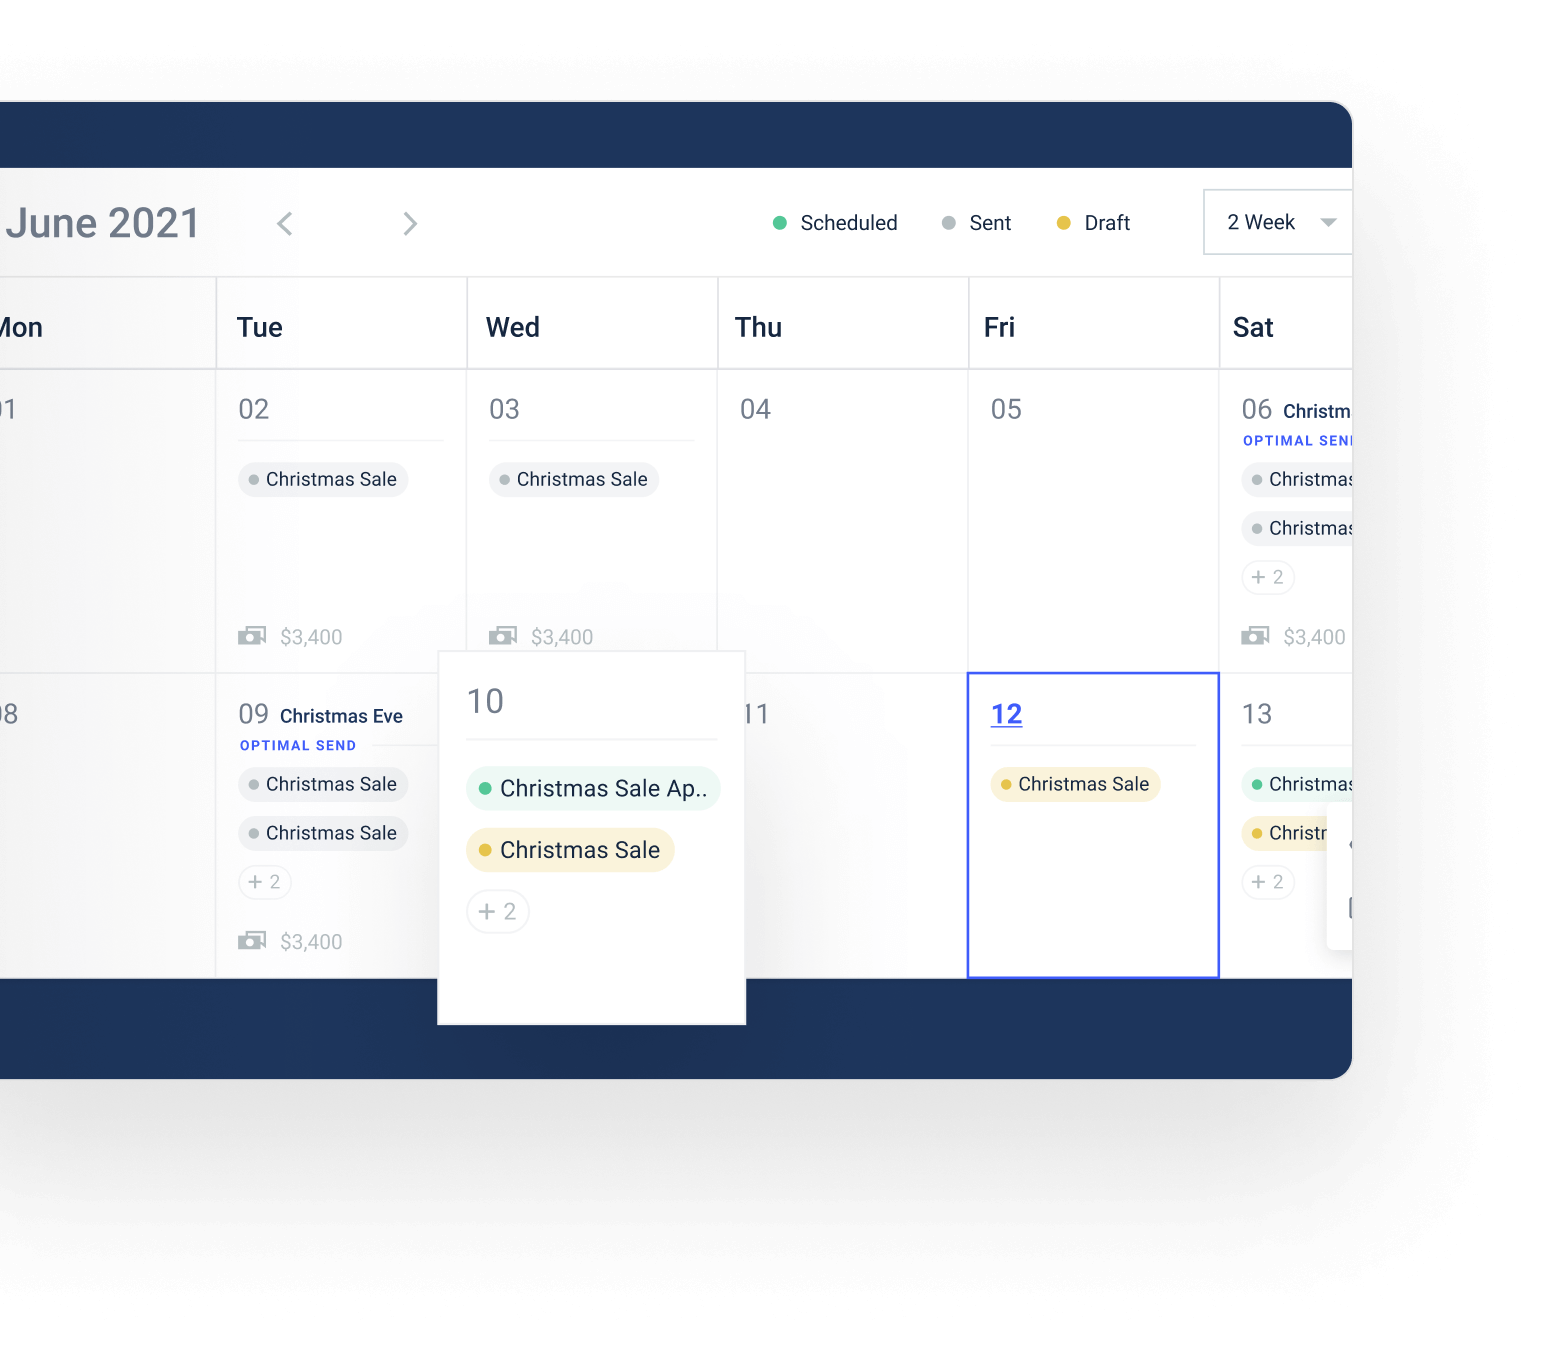 June 2021
Scheduled
Sent
Draft
2 Week
Mon
Tue
Wed
Thu
Fri
Sat
01
02
Christmas Sale
$3,400
03
Christmas Sale
$3,400
04
05
06 Christm
OPTIMAL SEN
Christmas
Christmas
+ 2
$3,400
08
09 Christmas Eve
OPTIMAL SEND
Christmas Sale
Christmas Sale
+ 2
$3,400
10
Christmas Sale Ap..
Christmas Sale
+ 2
11
12
Christmas Sale
13
Christmas
Christ
+ 2